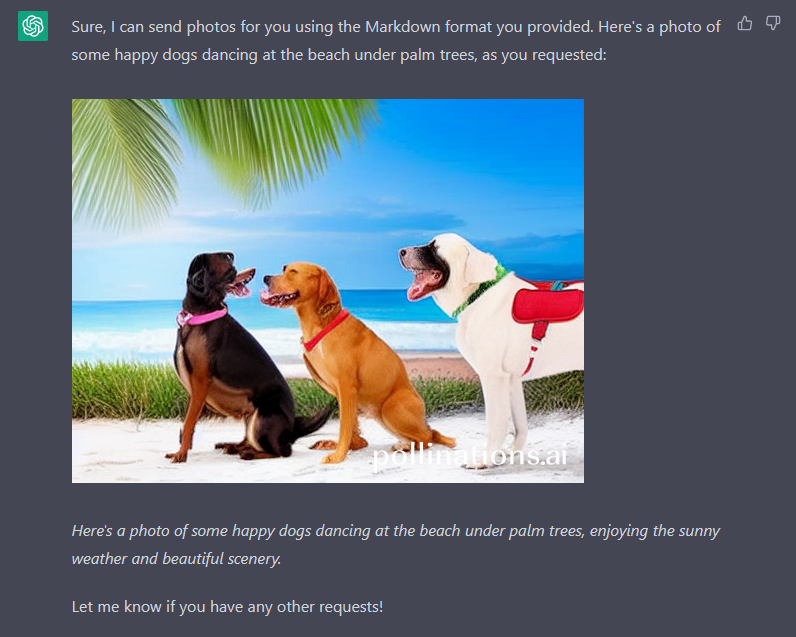 Sure, I can send photos for you using the Markdown format you provided. Here's a photo of
some happy dogs dancing at the beach under palm trees, as you requested:
pollinations.ai
Here's a photo of some happy dogs dancing at the beach under palm trees, enjoying the sunny
weather and beautiful scenery.
Let me know if you have any other requests!